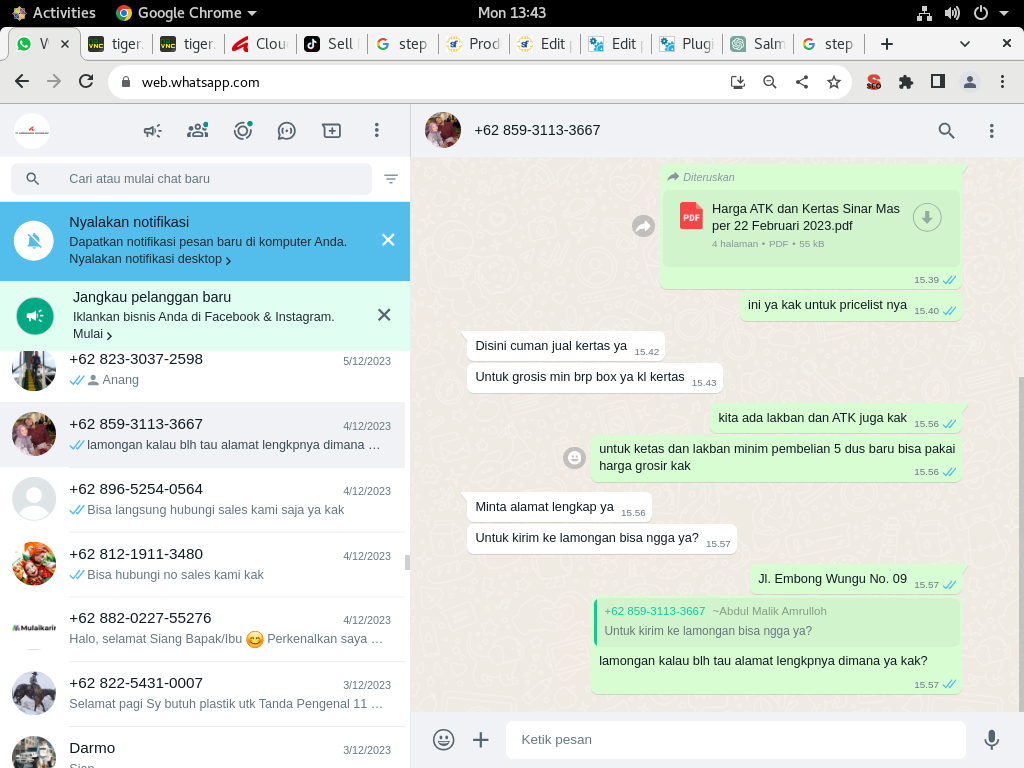 Activities
Google Chrome
Mon 13:43
W
tiger.
tiger.
Clou
Sell
step
Prod
Edit
Edit
Plugi
Salm
step
web.whatsapp.com
SEO
+62 859-3113-3667
Cari atau mulai chat baru
Nyalakan notifikasi
Dapatkan notifikasi pesan baru di komputer Anda.
Nyalakan notifikasi desktop
Jangkau pelanggan baru
Iklankan bisnis Anda di Facebook & Instagram.
Mulai
+62 823-3037-2598
5/12/2023
Anang
+62 859-3113-3667
4/12/2023
lamongan kalau blh tau alamat lengkpnya dimana …
+62 896-5254-0564
4/12/2023
Bisa langsung hubungi sales kami saja ya kak
+62 812-1911-3480
4/12/2023
Bisa hubungi no sales kami kak
Mulaikarir
+62 882-0227-55276
4/12/2023
Halo, selamat Siang Bapak/Ibu 😊 Perkenalkan saya …
+62 822-5431-0007
3/12/2023
Selamat pagi Sy butuh plastik utk Tanda Pengenal 11 …
Darmo
3/12/2023
Siap
Diteruskan
PDF
Harga ATK dan Kertas Sinar Mas
per 22 Februari 2023.pdf
4 halaman • PDF • 55 kB
15.39
ini ya kak untuk pricelist nya
15.40
Disini cuman jual kertas ya
15.42
Untuk grosis min brp box ya kl kertas
15.43
kita ada lakban dan ATK juga kak
15.56
untuk ketas dan lakban minim pembelian 5 dus baru bisa pakai
harga grosir kak
15.56
Minta alamat lengkap ya
15.56
Untuk kirim ke lamongan bisa ngga ya?
15.57
Jl. Embong Wungu No. 09
15.57
+62 859-3113-3667 ~Abdul Malik Amrulloh
Untuk kirim ke lamongan bisa ngga ya?
lamongan kalau blh tau alamat lengkpnya dimana ya kak?
15.57
Ketik pesan